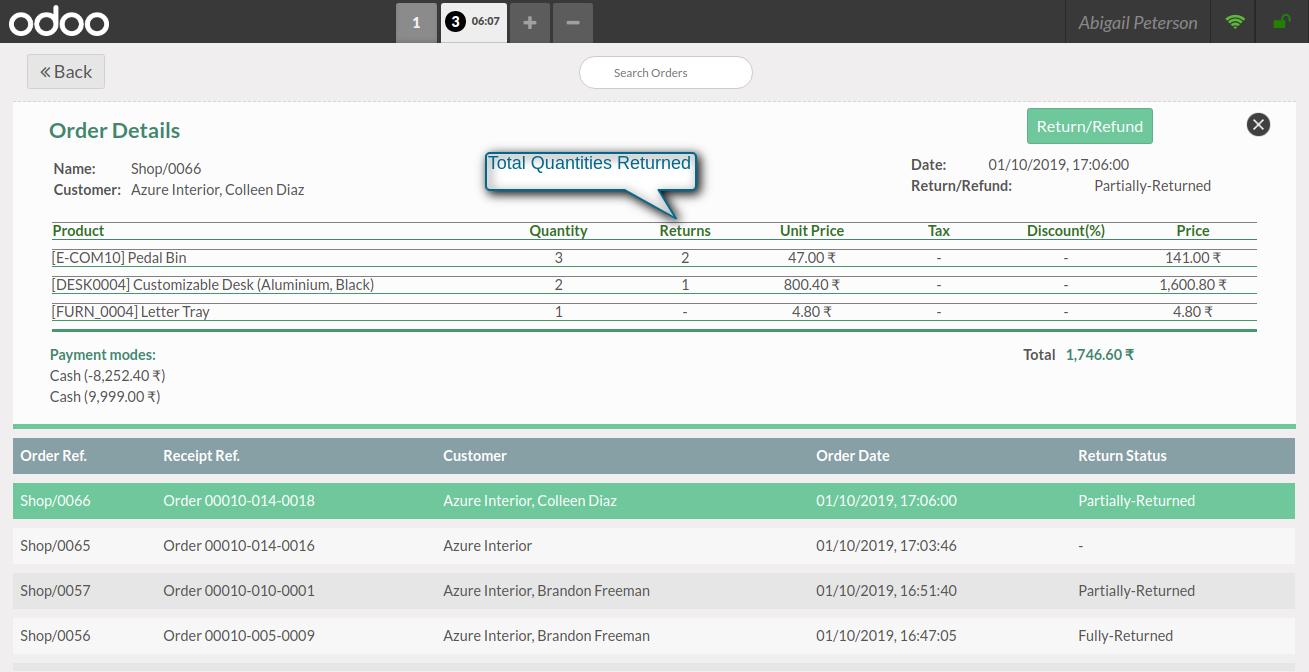 odoo 1 3 06:07 + − Abigail Peterson
« Back Search Orders
Order Details Return/Refund
Total Quantities Returned
Name: Shop/0066 Date: 01/10/2019, 17:06:00
Customer: Azure Interior, Colleen Diaz Return/Refund: Partially-Returned
Product Quantity Returns Unit Price Tax Discount(%) Price
[E-COM10] Pedal Bin 3 2 47.00 ₹ - - 141.00 ₹
[DESK0004] Customizable Desk (Aluminium, Black) 2 1 800.40 ₹ - - 1,600.80 ₹
[FURN_0004] Letter Tray 1 - 4.80 ₹ - - 4.80 ₹
Payment modes: Total 1,746.60 ₹
Cash (-8,252.40 ₹)
Cash (9,999.00 ₹)
Order Ref. Receipt Ref. Customer Order Date Return Status
Shop/0066 Order 00010-014-0018 Azure Interior, Colleen Diaz 01/10/2019, 17:06:00 Partially-Returned
Shop/0065 Order 00010-014-0016 Azure Interior 01/10/2019, 17:03:46 -
Shop/0057 Order 00010-010-0001 Azure Interior, Brandon Freeman 01/10/2019, 16:51:40 Partially-Returned
Shop/0056 Order 00010-005-0009 Azure Interior, Brandon Freeman 01/10/2019, 16:47:05 Fully-Returned